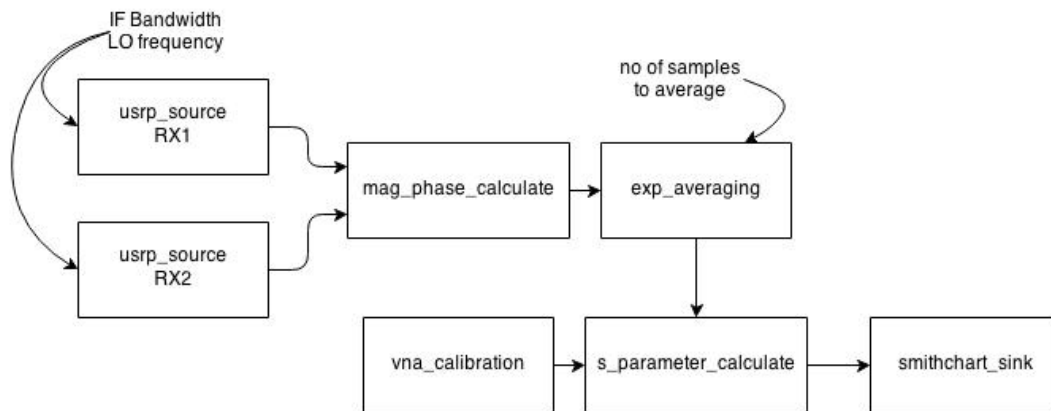 IF Bandwidth
LO frequency
no of samples
to average
usrp_source
RX1
mag_phase_calculate
exp_averaging
usrp_source
RX2
vna_calibration
s_parameter_calculate
smithchart_sink